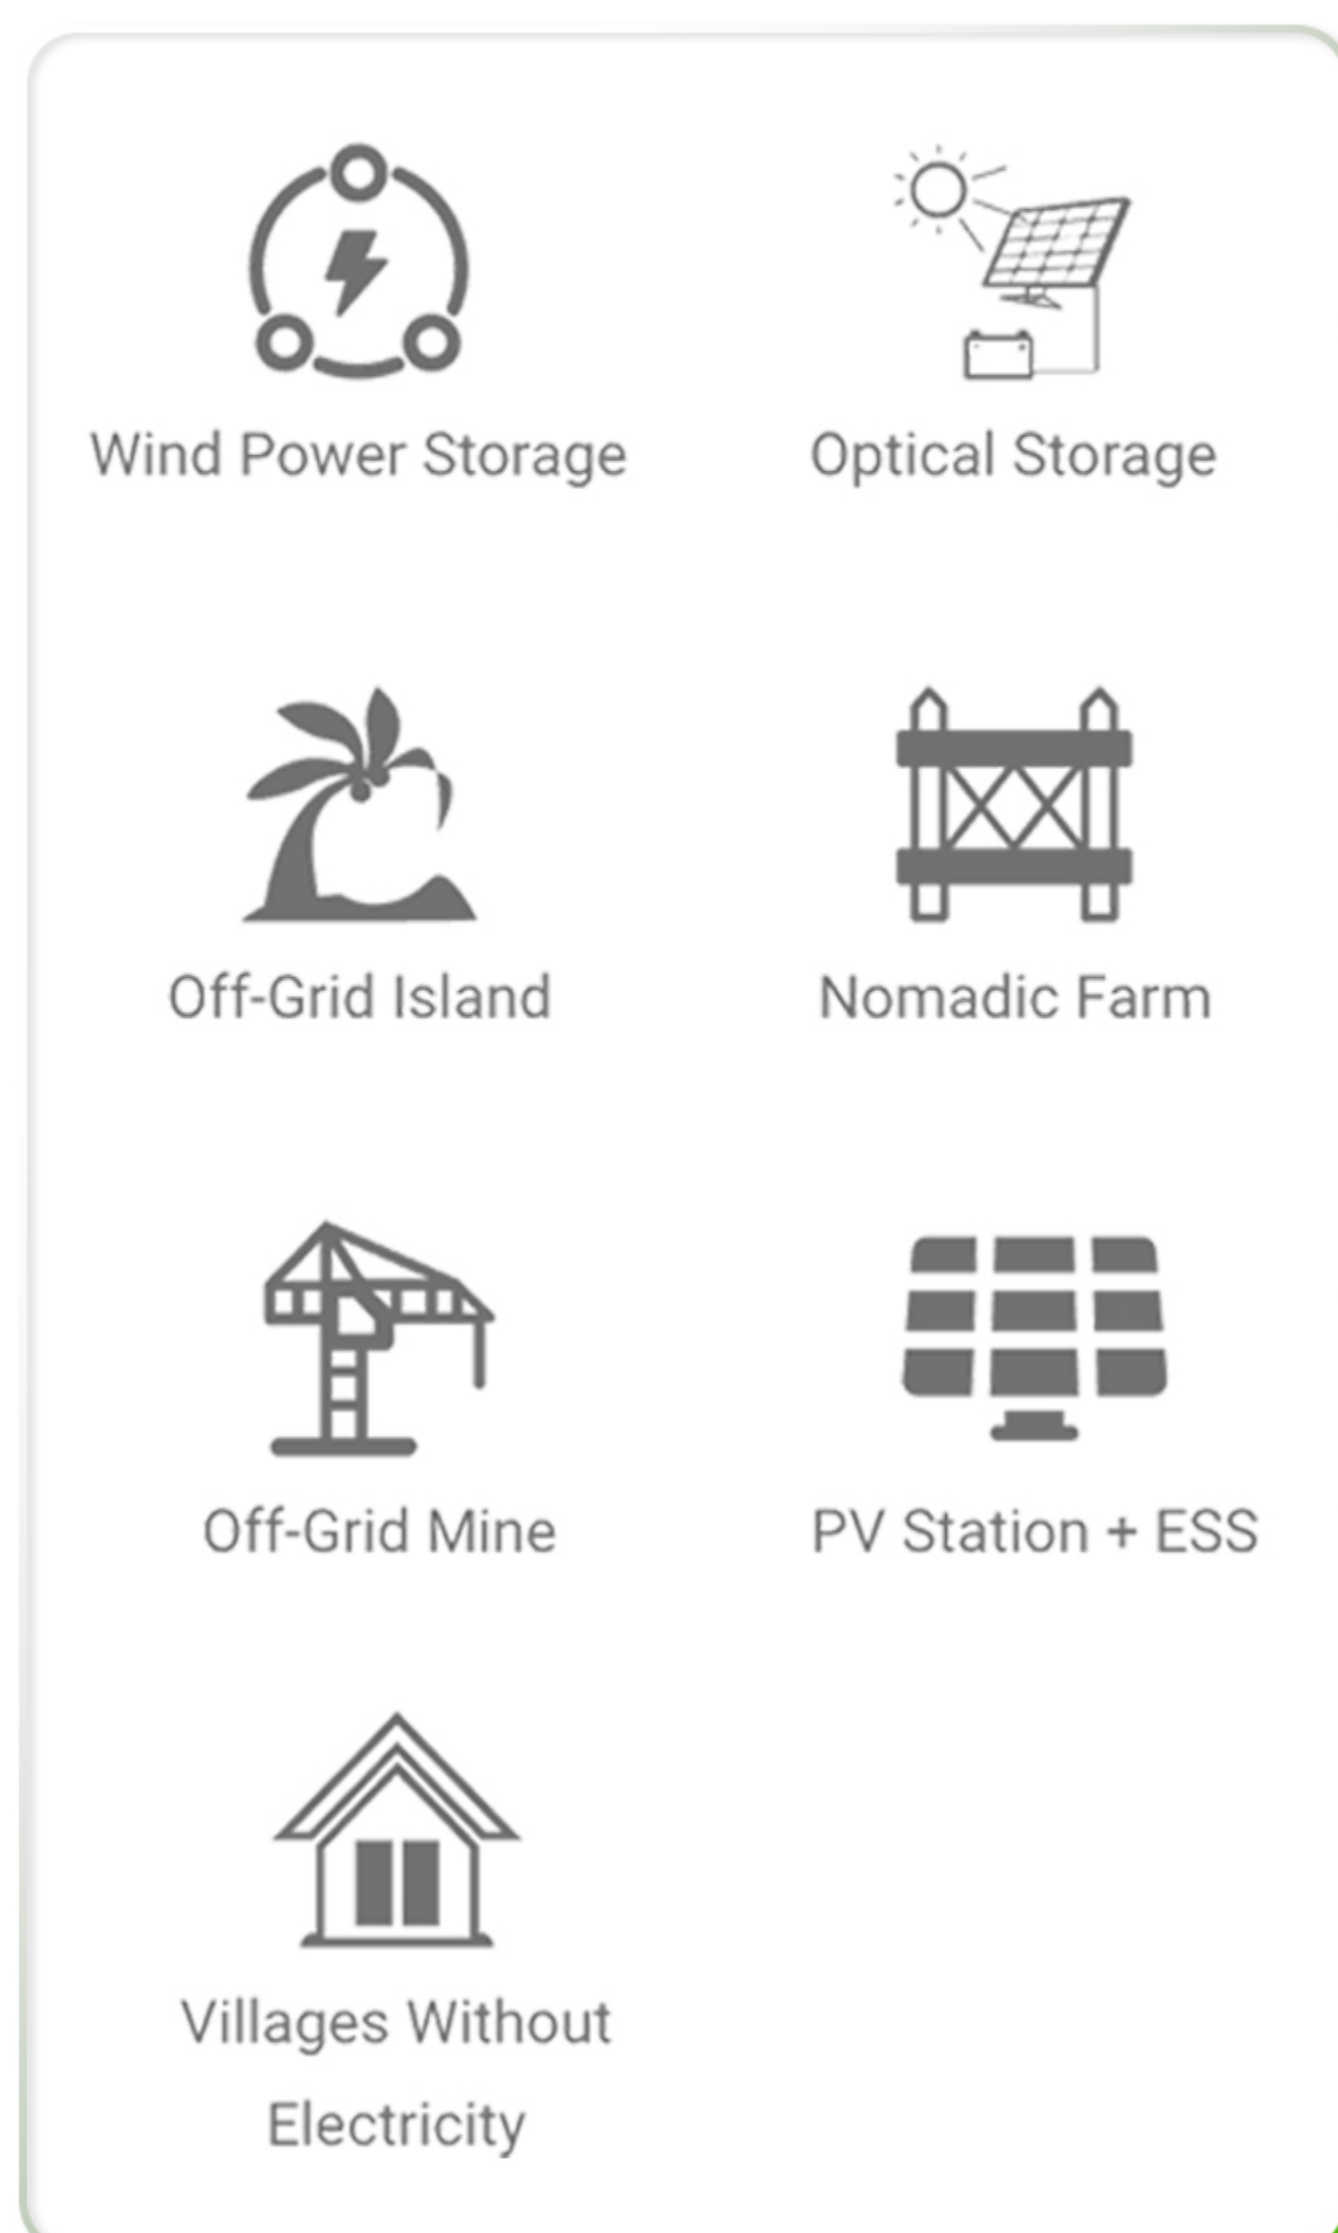 Wind Power Storage
Optical Storage
Off-Grid Island
Nomadic Farm
Off-Grid Mine
PV Station + ESS
Villages Without
Electricity